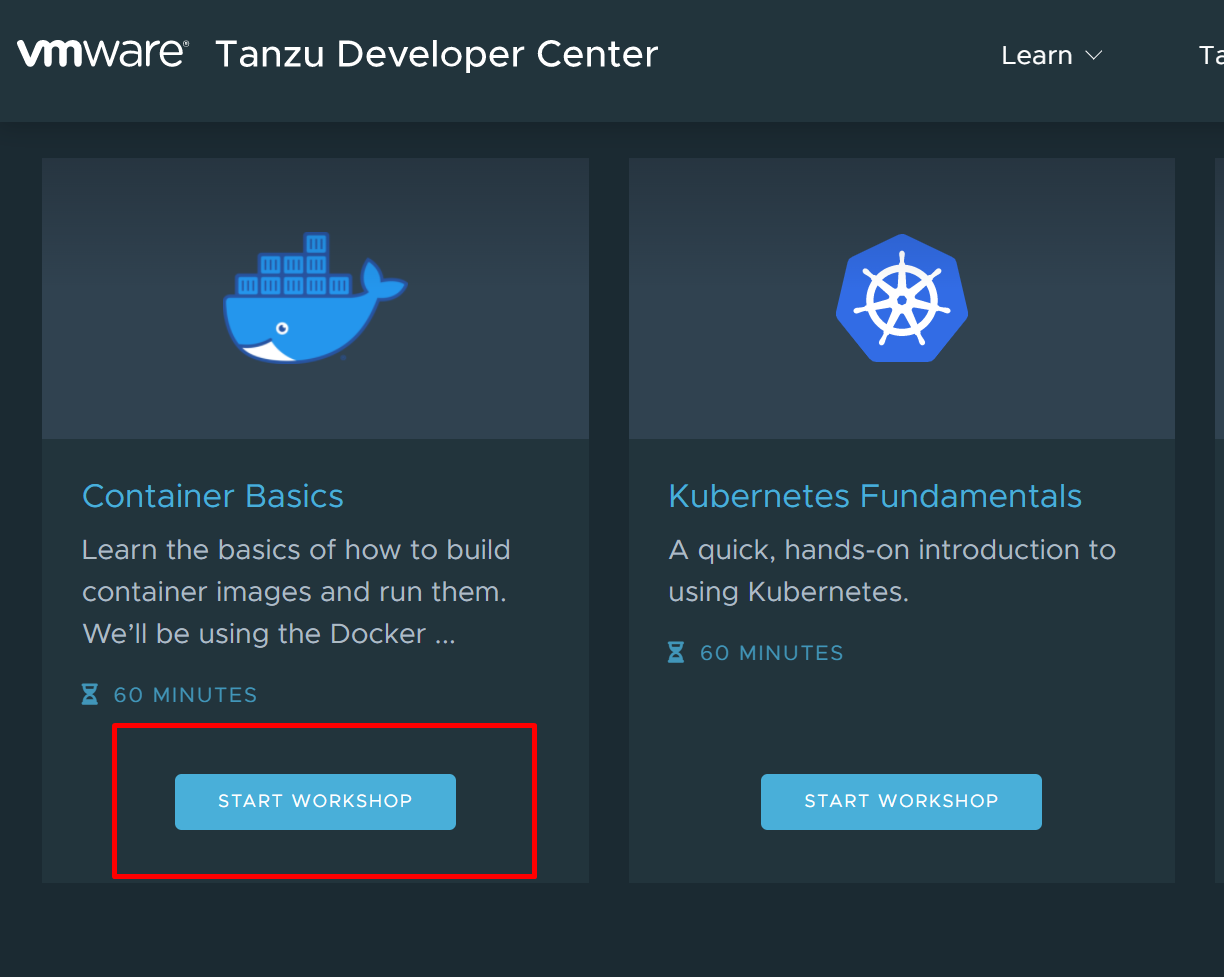 vmware® Tanzu Developer Center
Learn
Container Basics
Learn the basics of how to build
container images and run them.
We’ll be using the Docker ...
60 MINUTES
START WORKSHOP
Kubernetes Fundamentals
A quick, hands-on introduction to
using Kubernetes.
60 MINUTES
START WORKSHOP